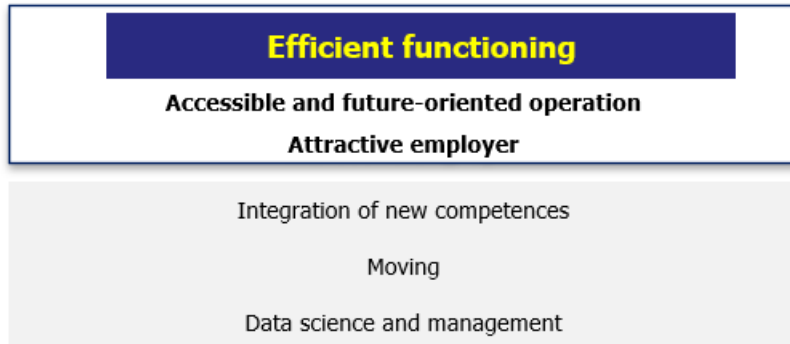 Efficient functioning
Accessible and future-oriented operation
Attractive employer
Integration of new competences
Moving
Data science and management